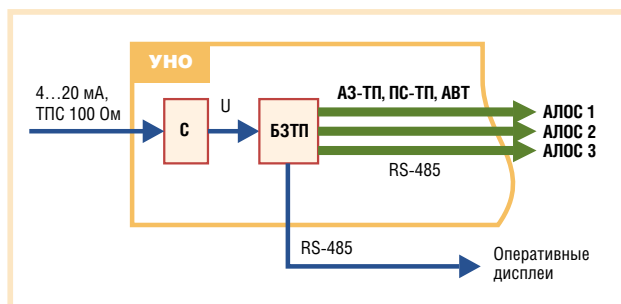 УНО
4...20 мА,
ТПС 100 Ом
С
U
БЗТП
АЗ-ТП, ПС-ТП, АВТ
АЛОС 1
АЛОС 2
АЛОС 3
RS-485
RS-485
Оперативные
дисплеи